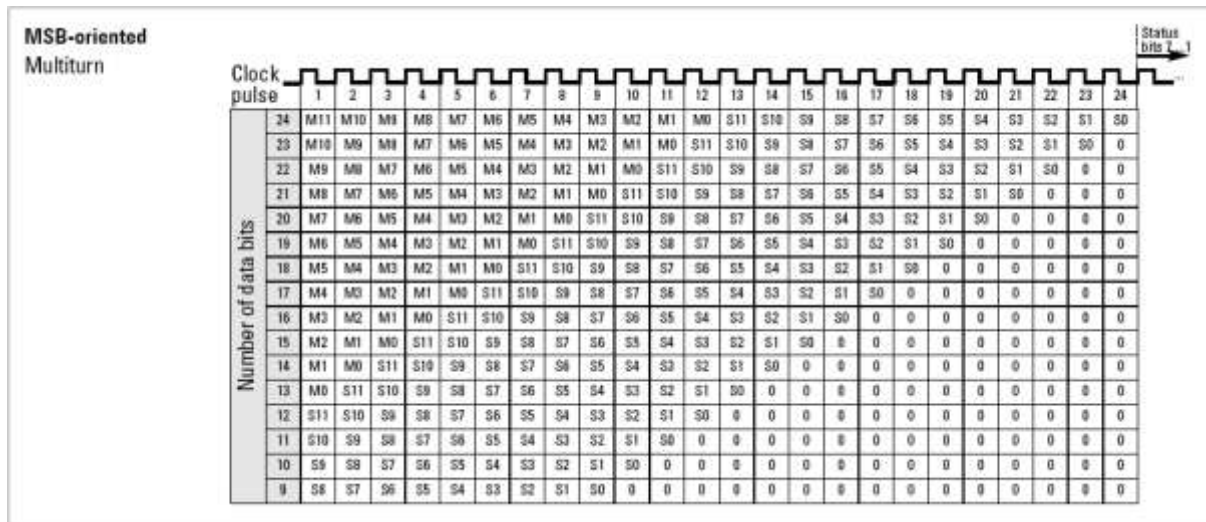 MSB-oriented
Multiturn
Status
bits 7...1
Clock
pulse
1 2 3 4 5 6 7 8 9 10 11 12 13 14 15 16 17 18 19 20 21 22 23 24
Number of data bits
24 M11 M10 M9 M8 M7 M6 M5 M4 M3 M2 M1 M0 S11 S10 S9 S8 S7 S6 S5 S4 S3 S2 S1 S0
23 M10 M9 M8 M7 M6 M5 M4 M3 M2 M1 M0 S11 S10 S9 S8 S7 S6 S5 S4 S3 S2 S1 S0 0
22 M9 M8 M7 M6 M5 M4 M3 M2 M1 M0 S11 S10 S9 S8 S7 S6 S5 S4 S3 S2 S1 S0 0 0
21 M8 M7 M6 M5 M4 M3 M2 M1 M0 S11 S10 S9 S8 S7 S6 S5 S4 S3 S2 S1 S0 0 0 0
20 M7 M6 M5 M4 M3 M2 M1 M0 S11 S10 S9 S8 S7 S6 S5 S4 S3 S2 S1 S0 0 0 0 0
19 M6 M5 M4 M3 M2 M1 M0 S11 S10 S9 S8 S7 S6 S5 S4 S3 S2 S1 S0 0 0 0 0 0
18 M5 M4 M3 M2 M1 M0 S11 S10 S9 S8 S7 S6 S5 S4 S3 S2 S1 S0 0 0 0 0 0 0
17 M4 M3 M2 M1 M0 S11 S10 S9 S8 S7 S6 S5 S4 S3 S2 S1 S0 0 0 0 0 0 0 0
16 M3 M2 M1 M0 S11 S10 S9 S8 S7 S6 S5 S4 S3 S2 S1 S0 0 0 0 0 0 0 0 0
15 M2 M1 M0 S11 S10 S9 S8 S7 S6 S5 S4 S3 S2 S1 S0 0 0 0 0 0 0 0 0 0
14 M1 M0 S11 S10 S9 S8 S7 S6 S5 S4 S3 S2 S1 S0 0 0 0 0 0 0 0 0 0 0
13 M0 S11 S10 S9 S8 S7 S6 S5 S4 S3 S2 S1 S0 0 0 0 0 0 0 0 0 0 0 0
12 S11 S10 S9 S8 S7 S6 S5 S4 S3 S2 S1 S0 0 0 0 0 0 0 0 0 0 0 0 0
11 S10 S9 S8 S7 S6 S5 S4 S3 S2 S1 S0 0 0 0 0 0 0 0 0 0 0 0 0 0
10 S9 S8 S7 S6 S5 S4 S3 S2 S1 S0 0 0 0 0 0 0 0 0 0 0 0 0 0 0
9 S8 S7 S6 S5 S4 S3 S2 S1 S0 0 0 0 0 0 0 0 0 0 0 0 0 0 0 0